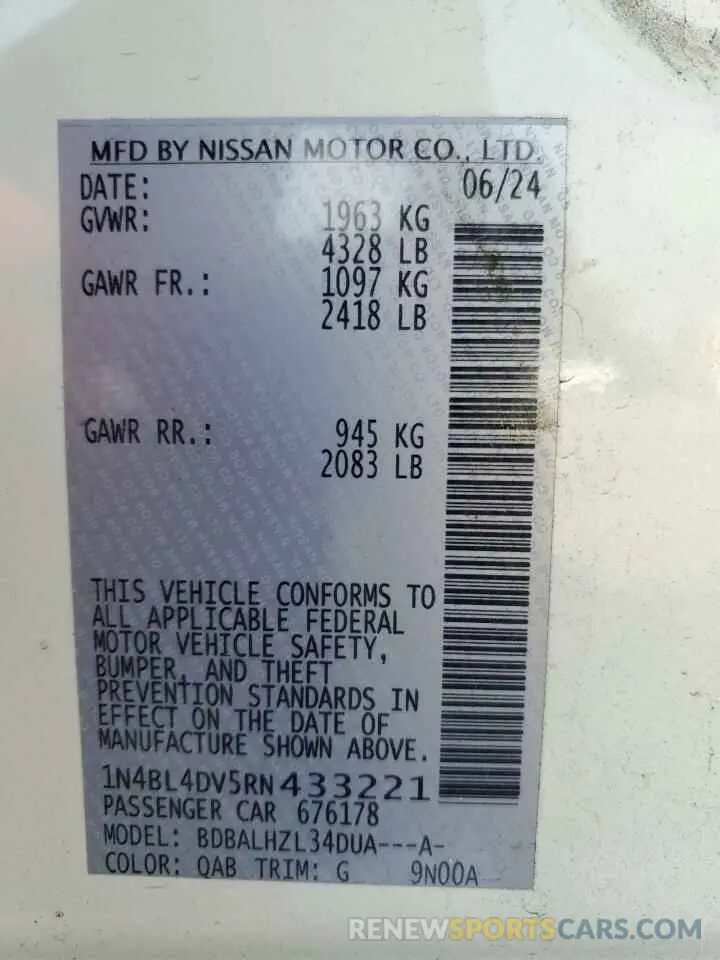 MFD BY NISSAN MOTOR CO., LTD.
DATE: 06/24
GVWR: 1963 KG
4328 LB
GAWR FR.: 1097 KG
2418 LB
GAWR RR.: 945 KG
2083 LB
THIS VEHICLE CONFORMS TO
ALL APPLICABLE FEDERAL
MOTOR VEHICLE SAFETY,
BUMPER, AND THEFT
PREVENTION STANDARDS IN
EFFECT ON THE DATE OF
MANUFACTURE SHOWN ABOVE.
1N4BL4DV5RN433221
PASSENGER CAR 676178
MODEL: BDBALHZL34DUA---A-
COLOR: QAB TRIM: G 9N00A
RENEWSPORTSCARS.COM